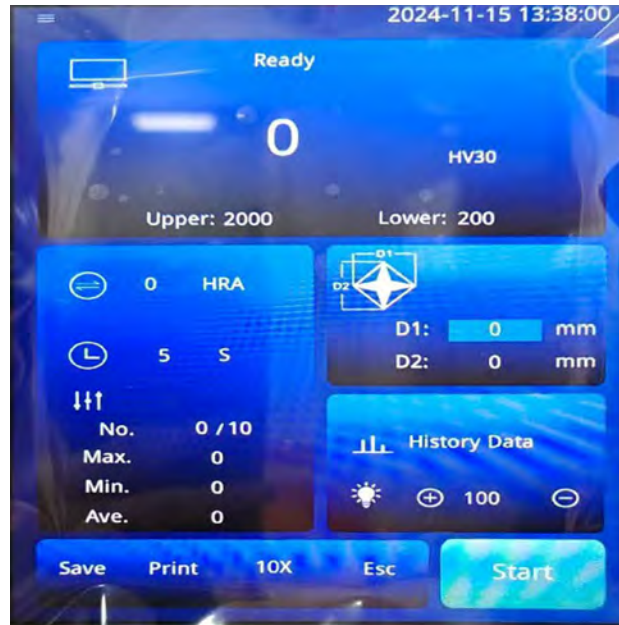 2024-11-15 13:38:00
Ready
0
HV30
Upper: 2000 Lower: 200
0 HRA
5 S
No. 0 / 10
Max. 0
Min. 0
Ave. 0
D1
D2
D1: 0 mm
D2: 0 mm
History Data
100
Save Print 10X Esc Start